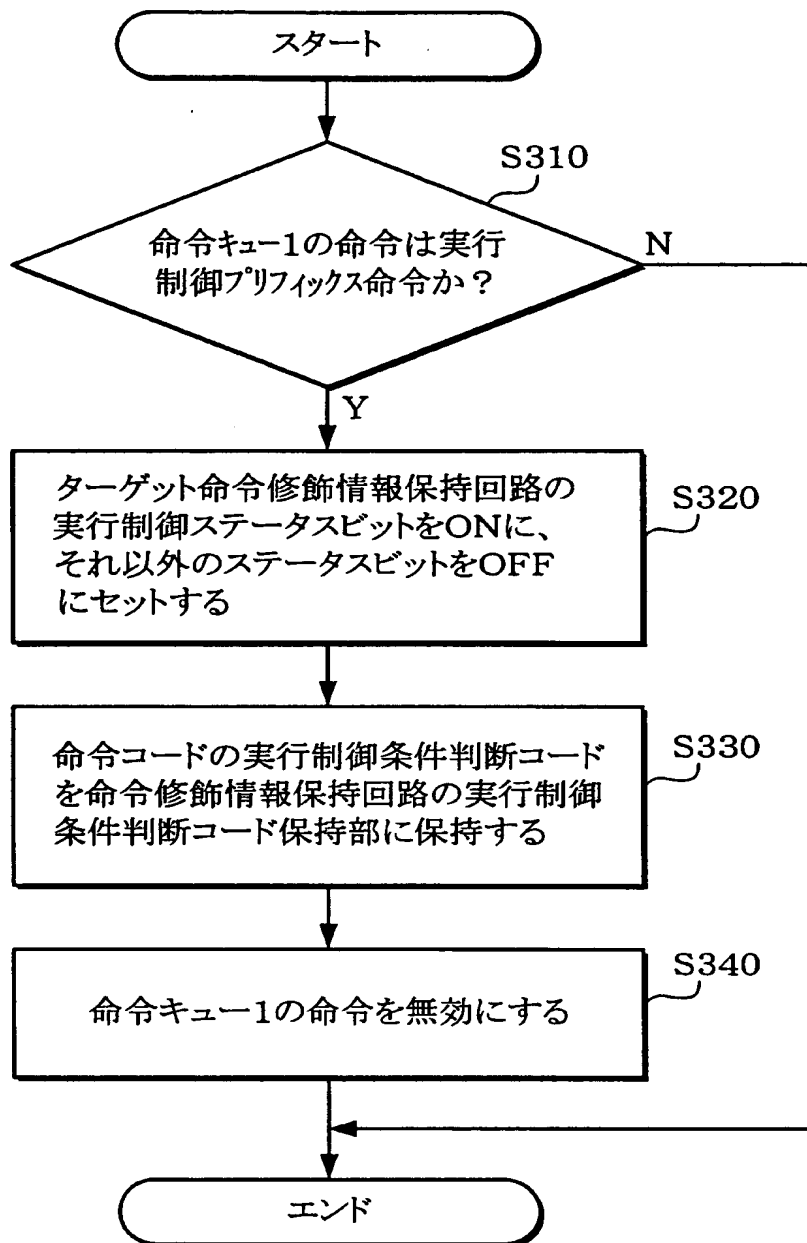 スタート
S310
命令キュー1の命令は実行
制御プリフィックス命令か？
N
Y
S320
ターゲット命令修飾情報保持回路の
実行制御ステータスビットをONに、
それ以外のステータスビットをOFF
にセットする
S330
命令コードの実行制御条件判断コード
を命令修飾情報保持回路の実行制御
条件判断コード保持部に保持する
S340
命令キュー1の命令を無効にする
エンド